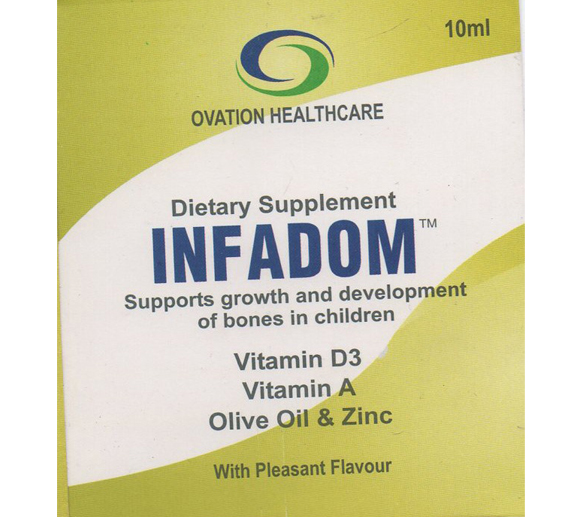 10ml
OVATION HEALTHCARE
Dietary Supplement
INFADOM™
Supports growth and development
of bones in children
Vitamin D3
Vitamin A
Olive Oil & Zinc
With Pleasant Flavour